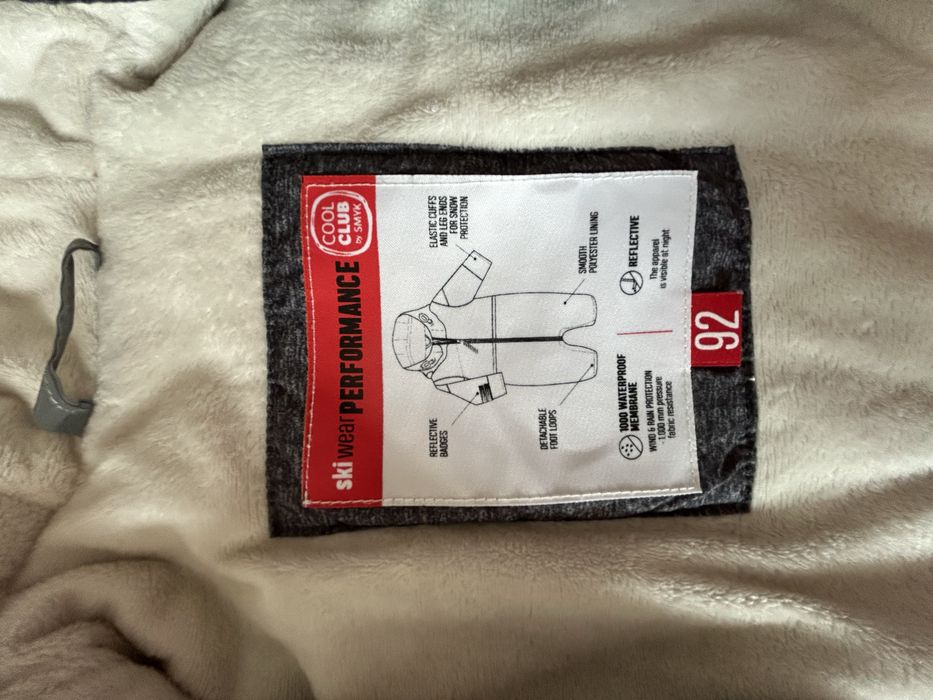 ski wear PERFORMANCE
COOL
CLUB
by SMYK
REFLECTIVE
BADGES
ELASTIC CUFFS
AND LEG ENDS
FOR SNOW
PROTECTION
DETACHABLE
FOOT LOOPS
SMOOTH
POLYESTER LINING
1000 WATERPROOF
MEMBRANE
WIND & RAIN PROTECTION
- 1000 mm pressure
fabric resistance
REFLECTIVE
The apparel
is visible at night.
92